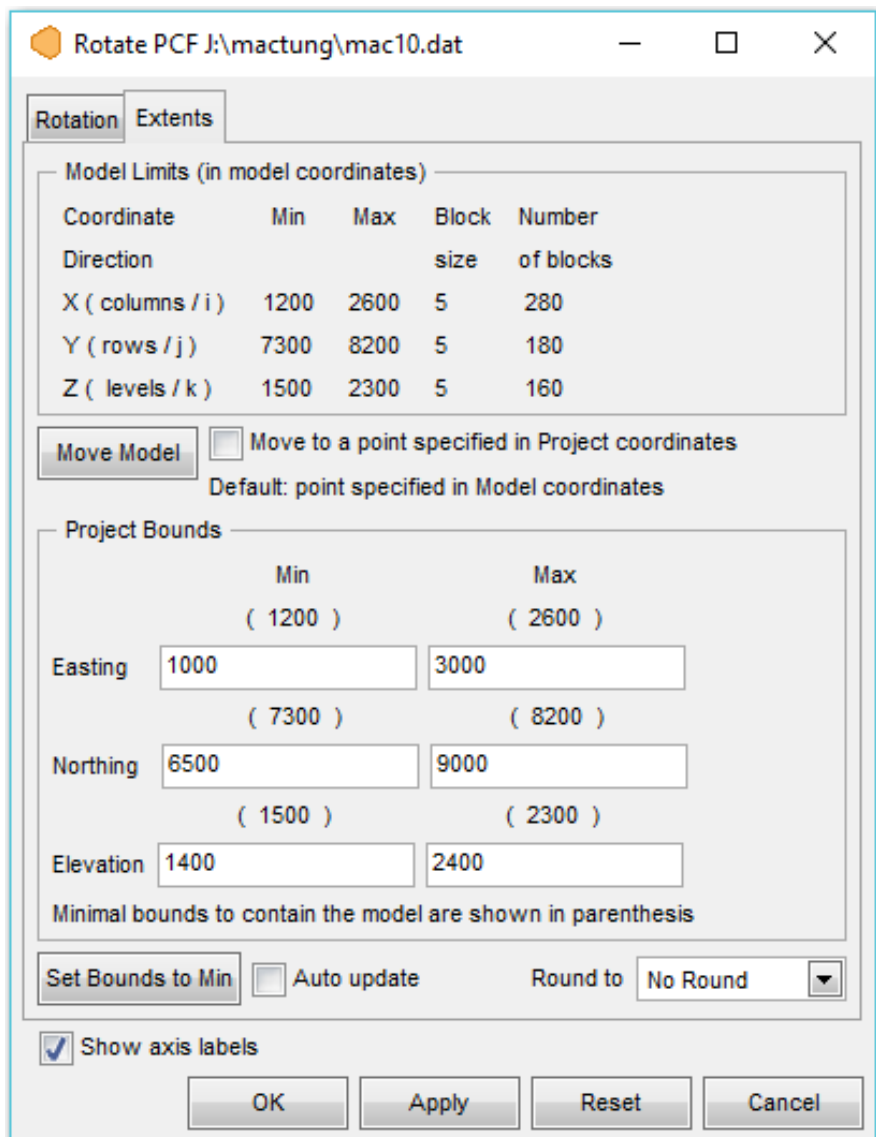 Rotate PCF J:\mactung\mac10.dat
Rotation Extents
Model Limits (in model coordinates)
Coordinate Min Max Block Number
Direction size of blocks
X ( columns / i ) 1200 2600 5 280
Y ( rows / j ) 7300 8200 5 180
Z ( levels / k ) 1500 2300 5 160
Move Model Move to a point specified in Project coordinates
Default: point specified in Model coordinates
Project Bounds
Min Max
( 1200 ) ( 2600 )
Easting 1000 3000
( 7300 ) ( 8200 )
Northing 6500 9000
( 1500 ) ( 2300 )
Elevation 1400 2400
Minimal bounds to contain the model are shown in parenthesis
Set Bounds to Min Auto update Round to No Round
Show axis labels
OK Apply Reset Cancel